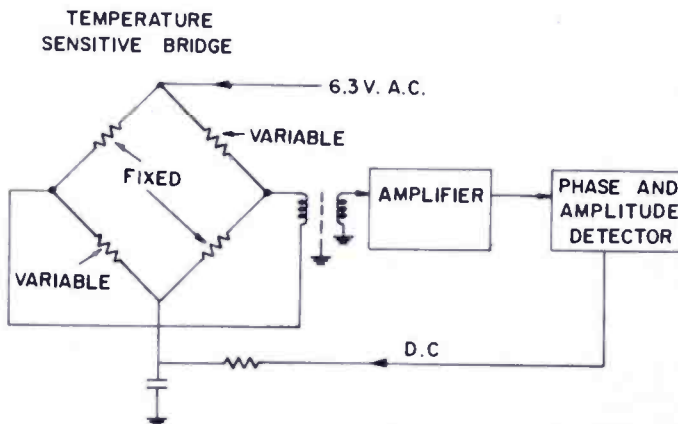 TEMPERATURE
SENSITIVE BRIDGE
6.3 V. A.C.
VARIABLE
FIXED
VARIABLE
AMPLIFIER
PHASE AND
AMPLITUDE
DETECTOR
D.C